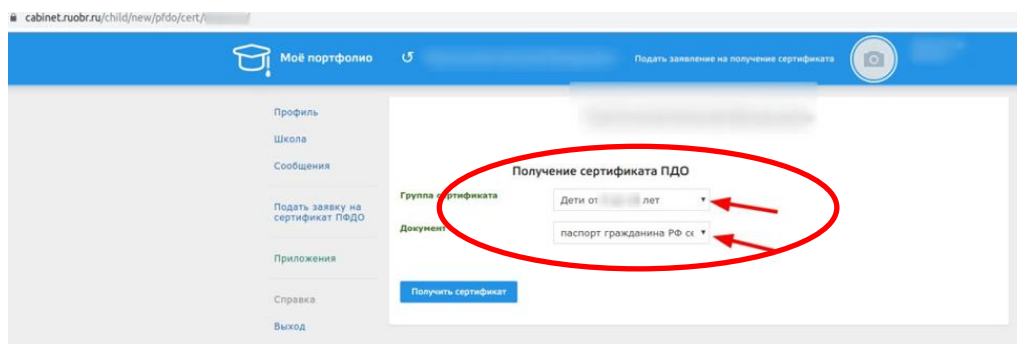 cabinet.ruobr.ru/child/new/pfdo/cert/
Моё портфолио
Подать заявление на получение сертификата
Профиль
Школа
Сообщения
Подать заявку на
сертификат ПФДО
Приложения
Справка
Выход
Получение сертификата ПДО
Группа сертификата
Дети от лет
Документ
паспорт гражданина РФ се
Получить сертификат